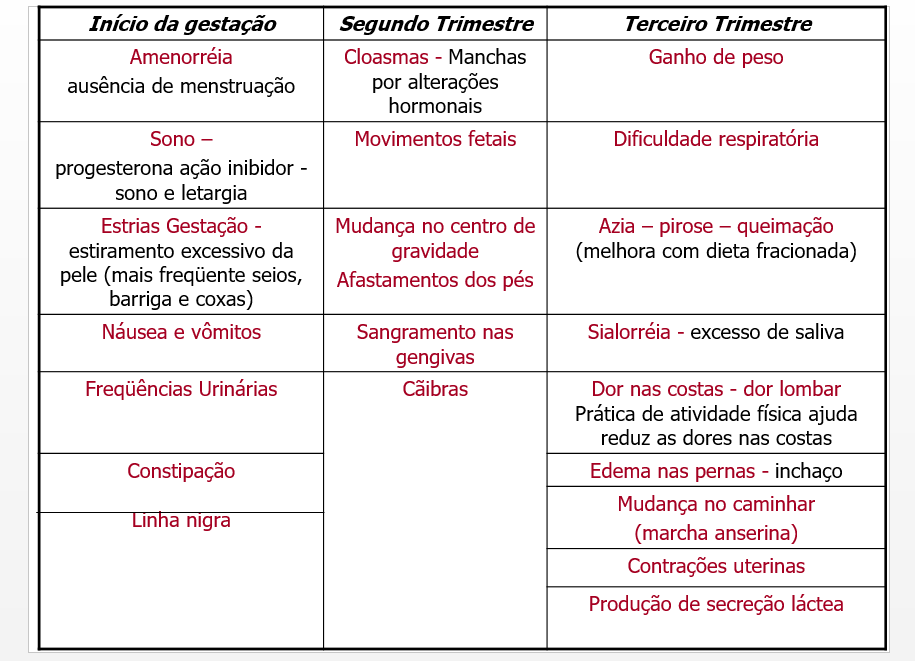 Início da gestação
Segundo Trimestre
Terceiro Trimestre
Amenorréia
ausência de menstruação
Cloasmas - Manchas
por alterações
hormonais
Ganho de peso
Sono –
progesterona ação inibidor -
sono e letargia
Movimentos fetais
Dificuldade respiratória
Estrias Gestação -
estiramento excessivo da
pele (mais freqüente seios,
barriga e coxas)
Mudança no centro de
gravidade
Afastamentos dos pés
Azia – pirose – queimação
(melhora com dieta fracionada)
Náusea e vômitos
Sangramento nas
gengivas
Sialorréia - excesso de saliva
Freqüências Urinárias
Cãibras
Dor nas costas - dor lombar
Prática de atividade física ajuda
reduz as dores nas costas
Constipação
Edema nas pernas - inchaço
Linha nigra
Mudança no caminhar
(marcha anserina)
Contrações uterinas
Produção de secreção láctea